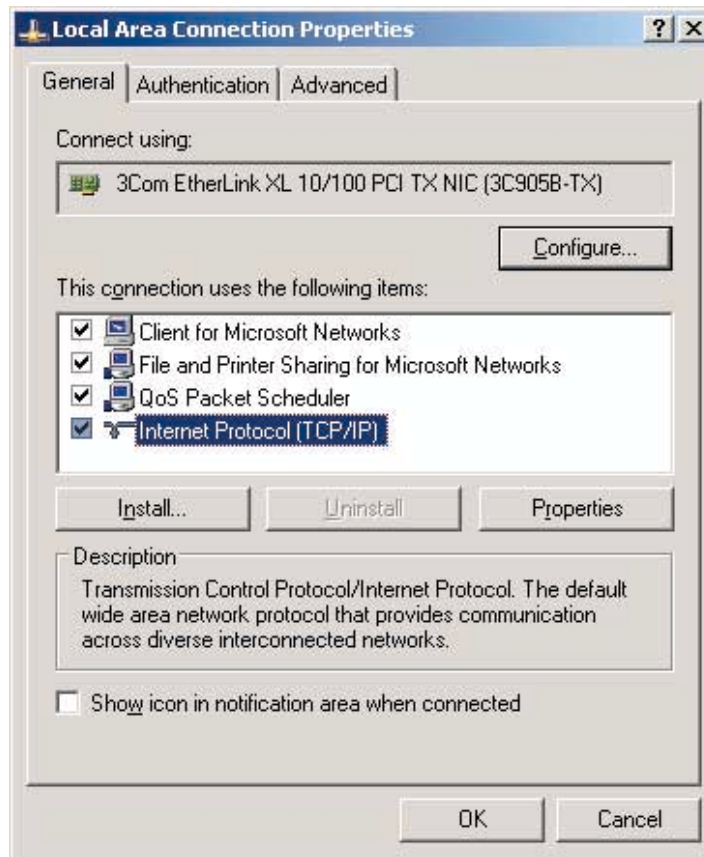 Local Area Connection Properties
General Authentication Advanced
Connect using:
3Com EtherLink XL 10/100 PCI TX NIC (3C905B-TX)
Configure...
This connection uses the following items:
Client for Microsoft Networks
File and Printer Sharing for Microsoft Networks
QoS Packet Scheduler
Internet Protocol (TCP/IP)
Install... Uninstall Properties
Description
Transmission Control Protocol/Internet Protocol. The default
wide area network protocol that provides communication
across diverse interconnected networks.
Show icon in notification area when connected
OK Cancel